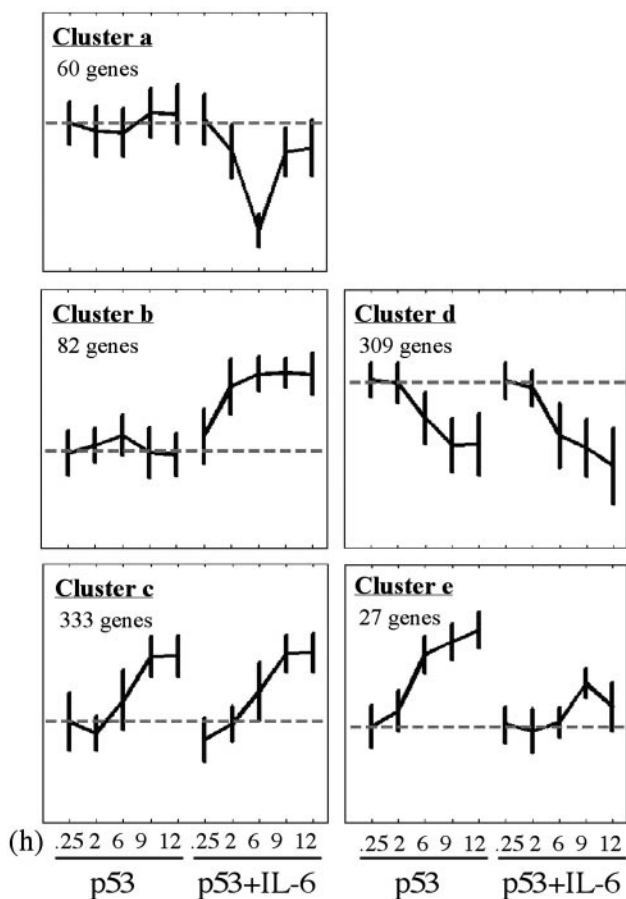 Cluster a
60 genes
Cluster b
82 genes
Cluster d
309 genes
Cluster c
333 genes
Cluster e
27 genes
(h) .25 2 6 9 12 .25 2 6 9 12 .25 2 6 9 12 .25 2 6 9 12
p53 p53+IL-6 p53 p53+IL-6